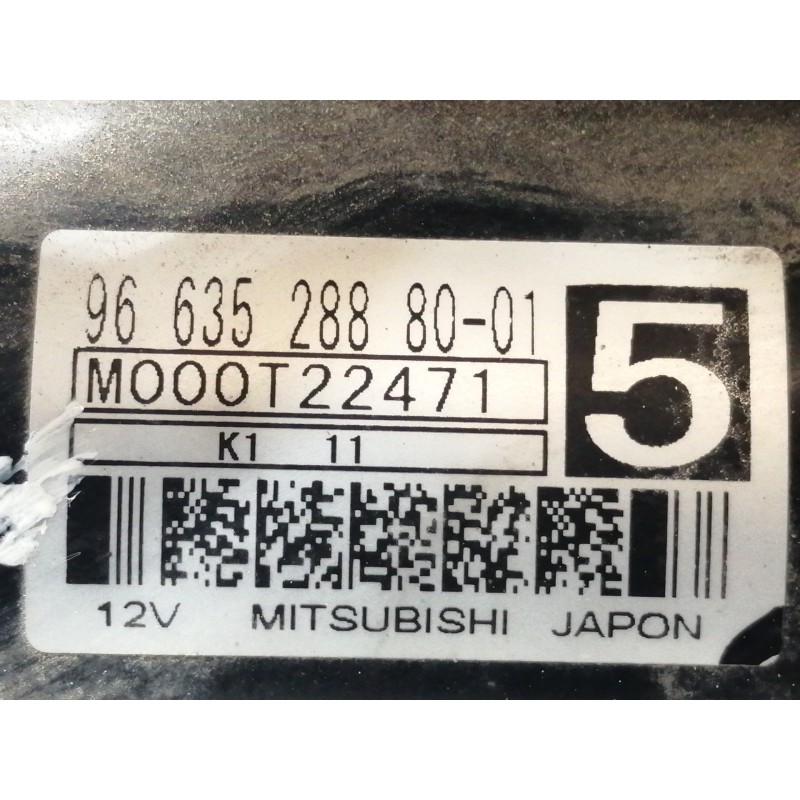 96 635 288 80-01
5
M000T22471
K1 11
12V MITSUBISHI JAPON